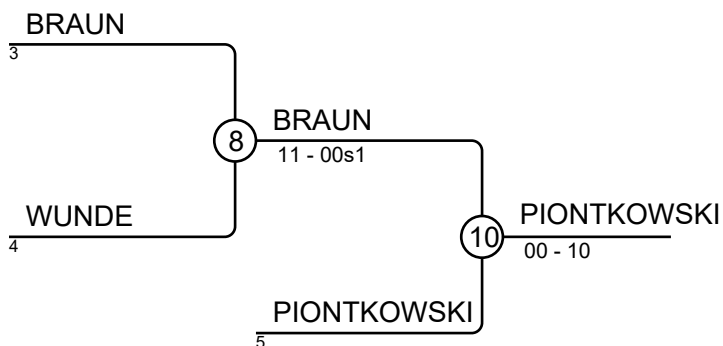 BRAUN
3
8
BRAUN
11 - 00s1
WUNDE
4
10
PIONTKOWSKI
00 - 10
PIONTKOWSKI
5